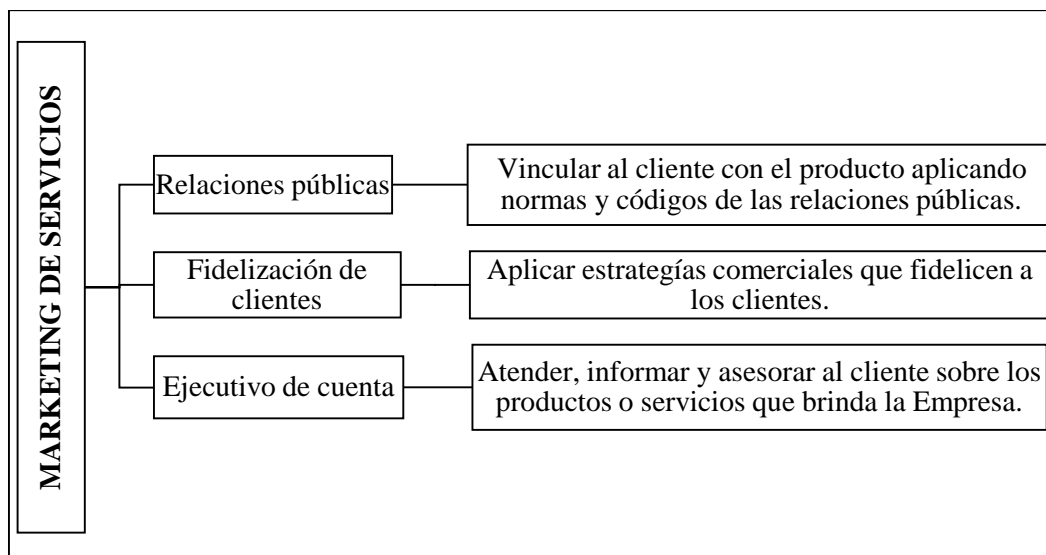 MARKETING DE SERVICIOS
Relaciones públicas
Vincular al cliente con el producto aplicando
normas y códigos de las relaciones públicas.
Fidelización de
clientes
Aplicar estrategías comerciales que fidelicen a
los clientes.
Ejecutivo de cuenta
Atender, informar y asesorar al cliente sobre los
productos o servicios que brinda la Empresa.